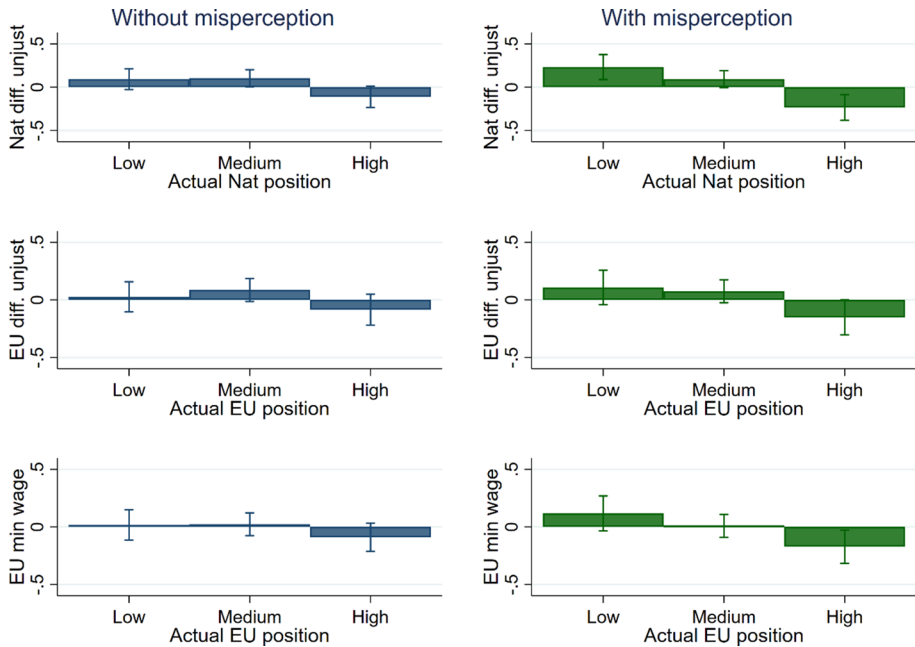 Without misperception
Nat diff. unjust
.5
0
-.5
Low Medium High
Actual Nat position
With misperception
Nat diff. unjust
.5
0
-.5
Low Medium High
Actual Nat position
EU diff. unjust
.5
0
-.5
Low Medium High
Actual EU position
EU diff. unjust
.5
0
-.5
Low Medium High
Actual EU position
EU min wage
.5
0
-.5
Low Medium High
Actual EU position
EU min wage
.5
0
-.5
Low Medium High
Actual EU position